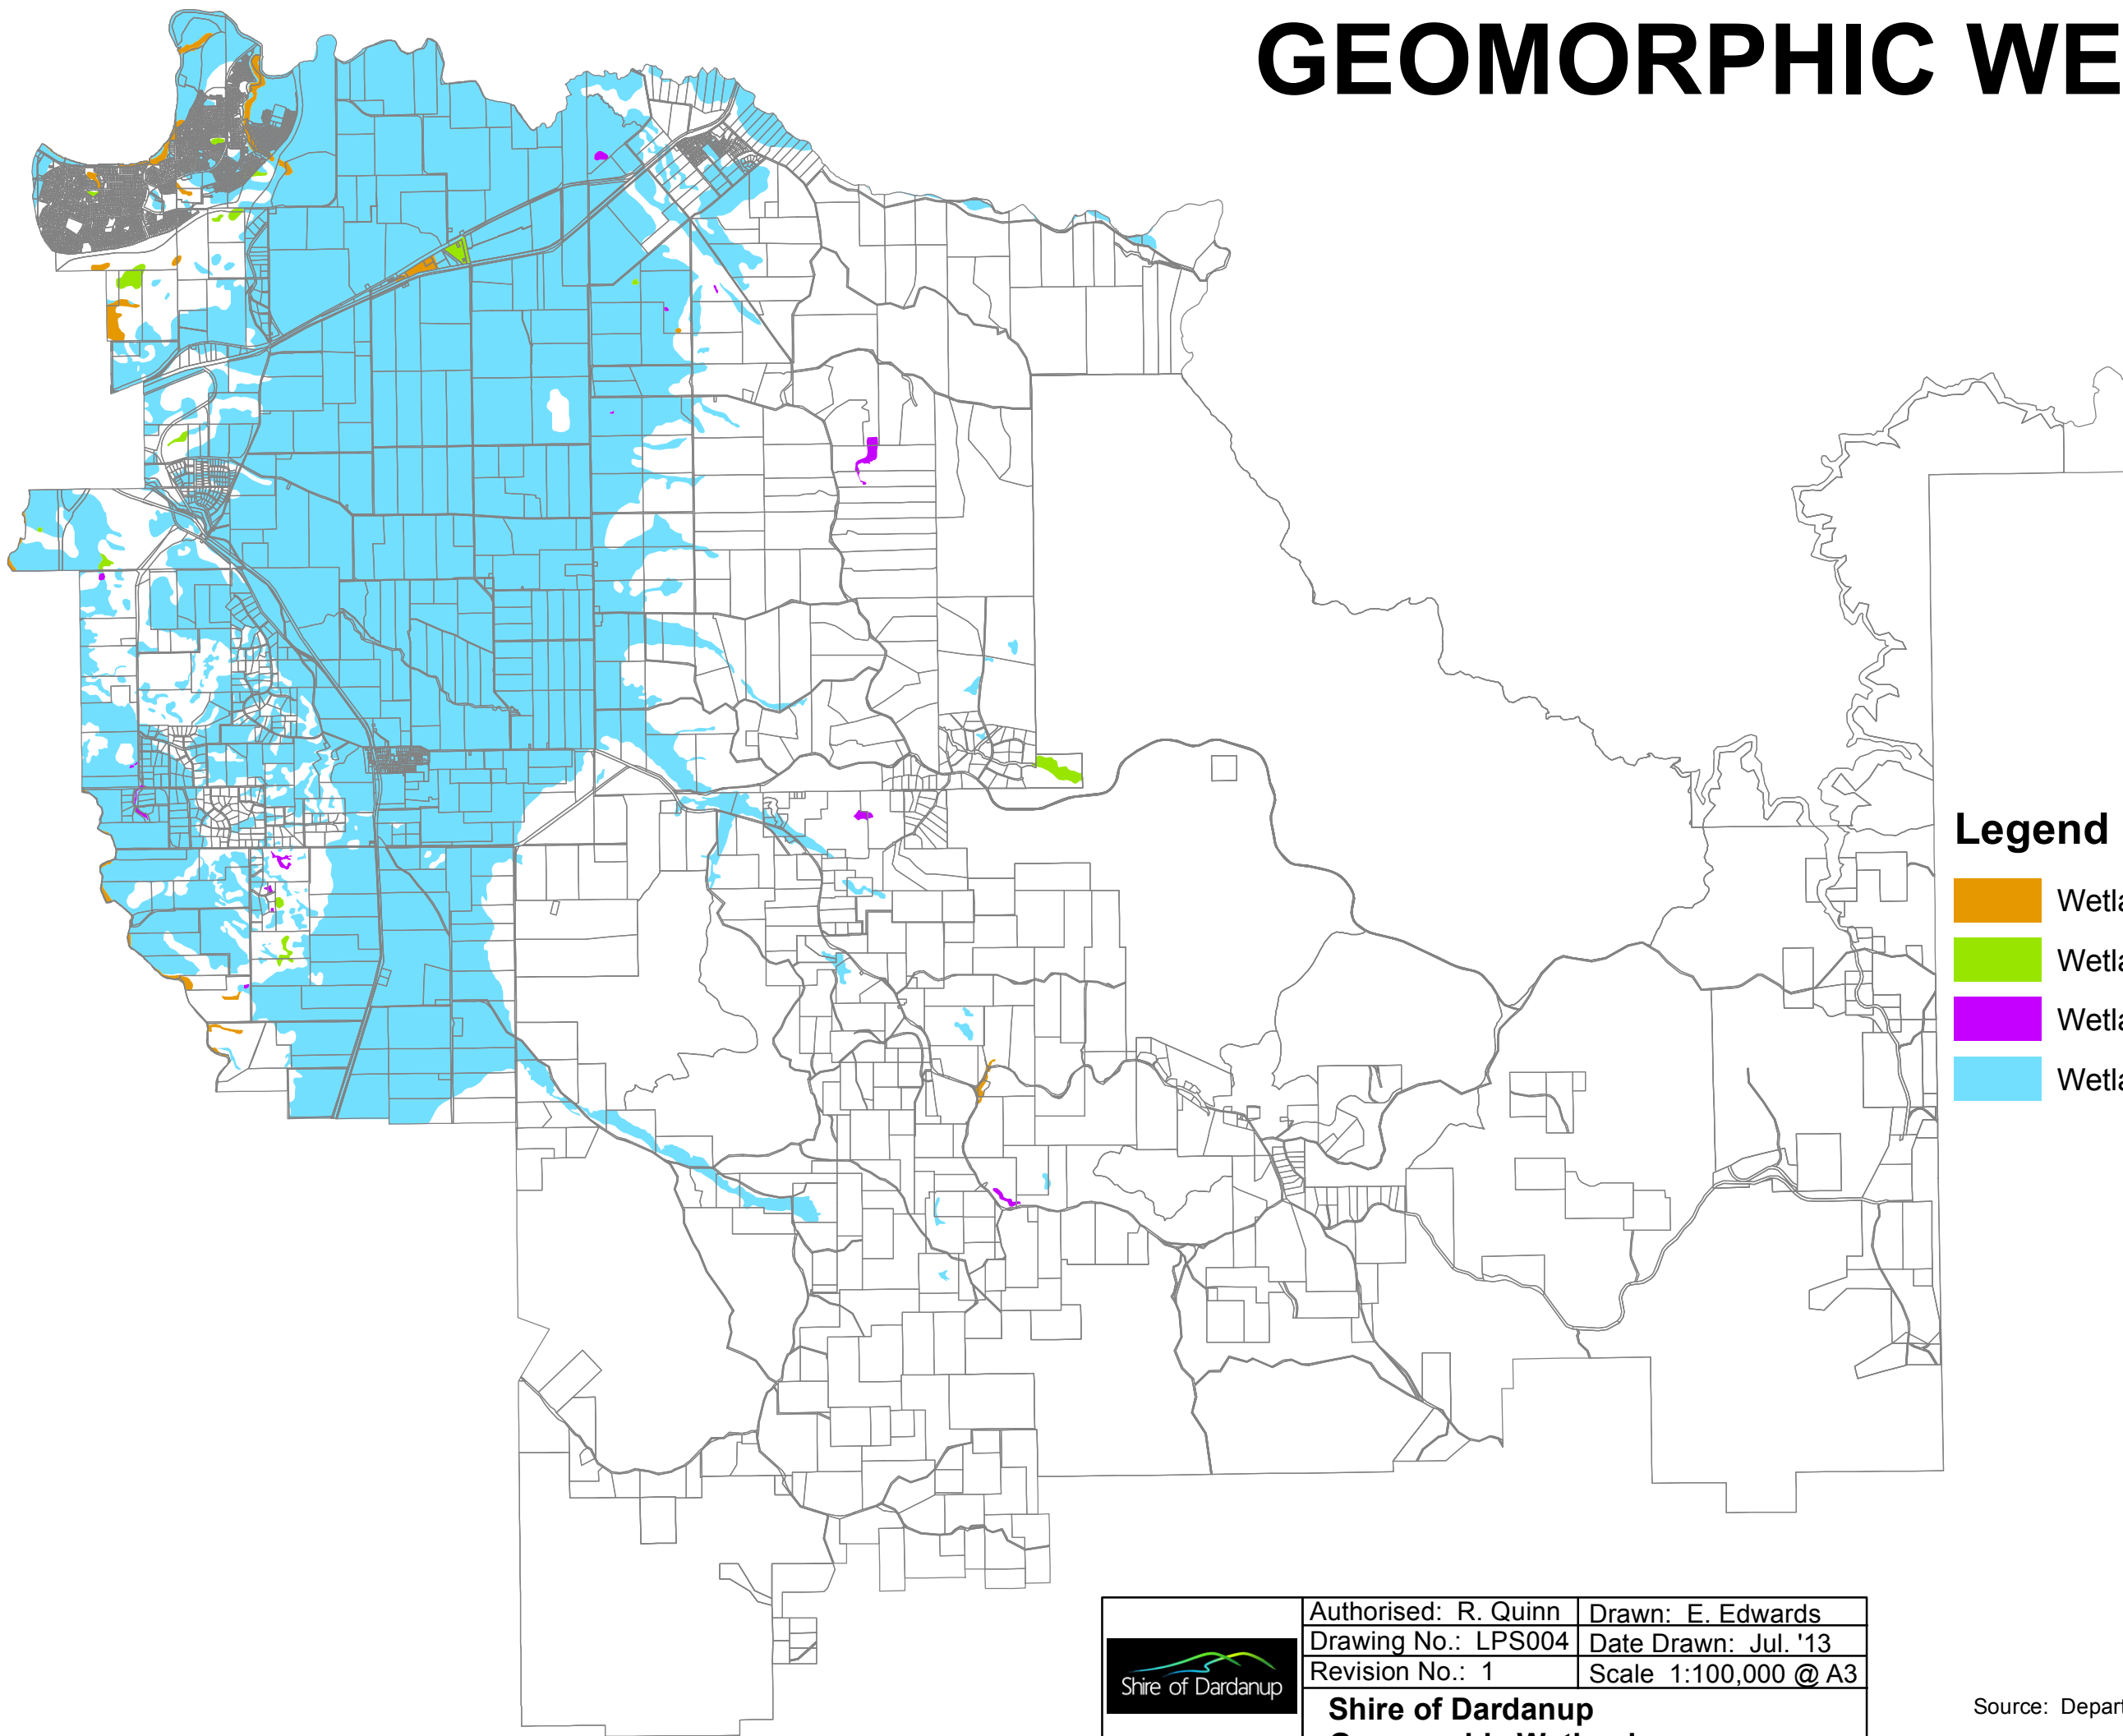 GEOMORPHIC WE
Legend
Wetla
Wetla
Wetla
Wetla
Authorised: R. Quinn
Drawn: E. Edwards
Drawing No.: LPS004
Date Drawn: Jul. '13
Revision No.: 1
Scale 1:100,000 @ A3
Shire of Dardanup
Shire of Dardanup
Source: Depart